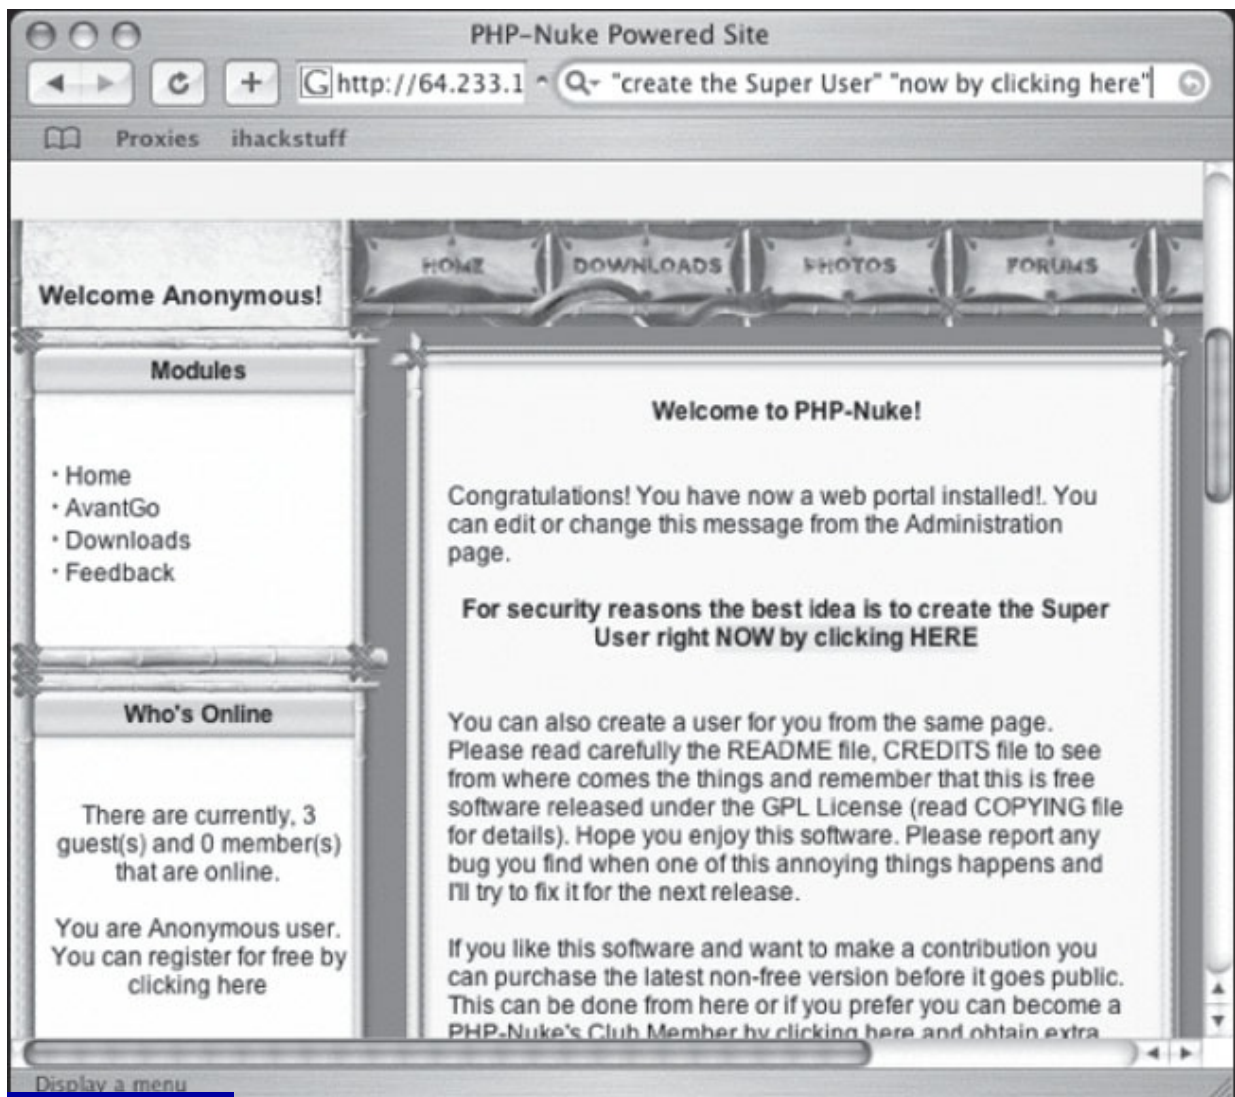 PHP-Nuke Powered Site
G http://64.233.1 "create the Super User" "now by clicking here"
Proxies ihackstuff
HOME DOWNLOADS PHOTOS FORUMS
Welcome Anonymous!
Modules
· Home
· AvantGo
· Downloads
· Feedback
Who's Online
There are currently, 3
guest(s) and 0 member(s)
that are online.
You are Anonymous user.
You can register for free by
clicking here
Welcome to PHP-Nuke!
Congratulations! You have now a web portal installed!. You
can edit or change this message from the Administration
page.
For security reasons the best idea is to create the Super
User right NOW by clicking HERE
You can also create a user for you from the same page.
Please read carefully the README file, CREDITS file to see
from where comes the things and remember that this is free
software released under the GPL License (read COPYING file
for details). Hope you enjoy this software. Please report any
bug you find when one of this annoying things happens and
I'll try to fix it for the next release.
If you like this software and want to make a contribution you
can purchase the latest non-free version before it goes public.
This can be done from here or if you prefer you can become a
PHP-Nuke's Club Member by clicking here and obtain extra
Display a menu